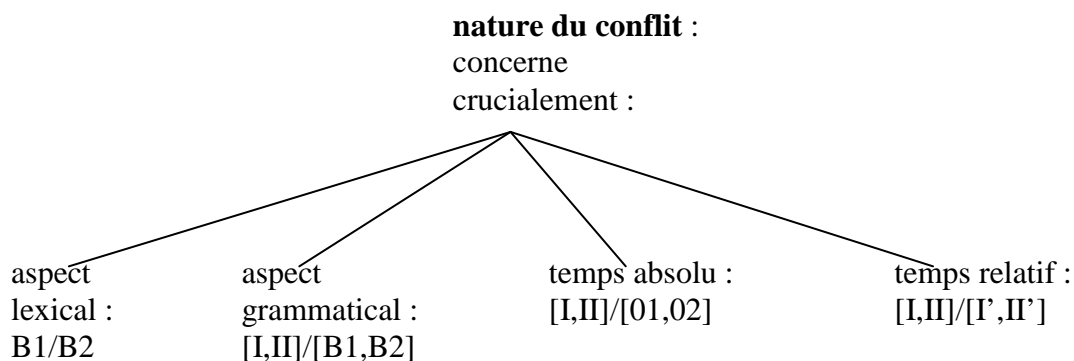 nature du conflit :
concerne
crucialement :
aspect
lexical :
B1/B2
aspect
grammatical :
[I,II]/[B1,B2]
temps absolu :
[I,II]/[01,02]
temps relatif :
[I,II]/[I’,II’]